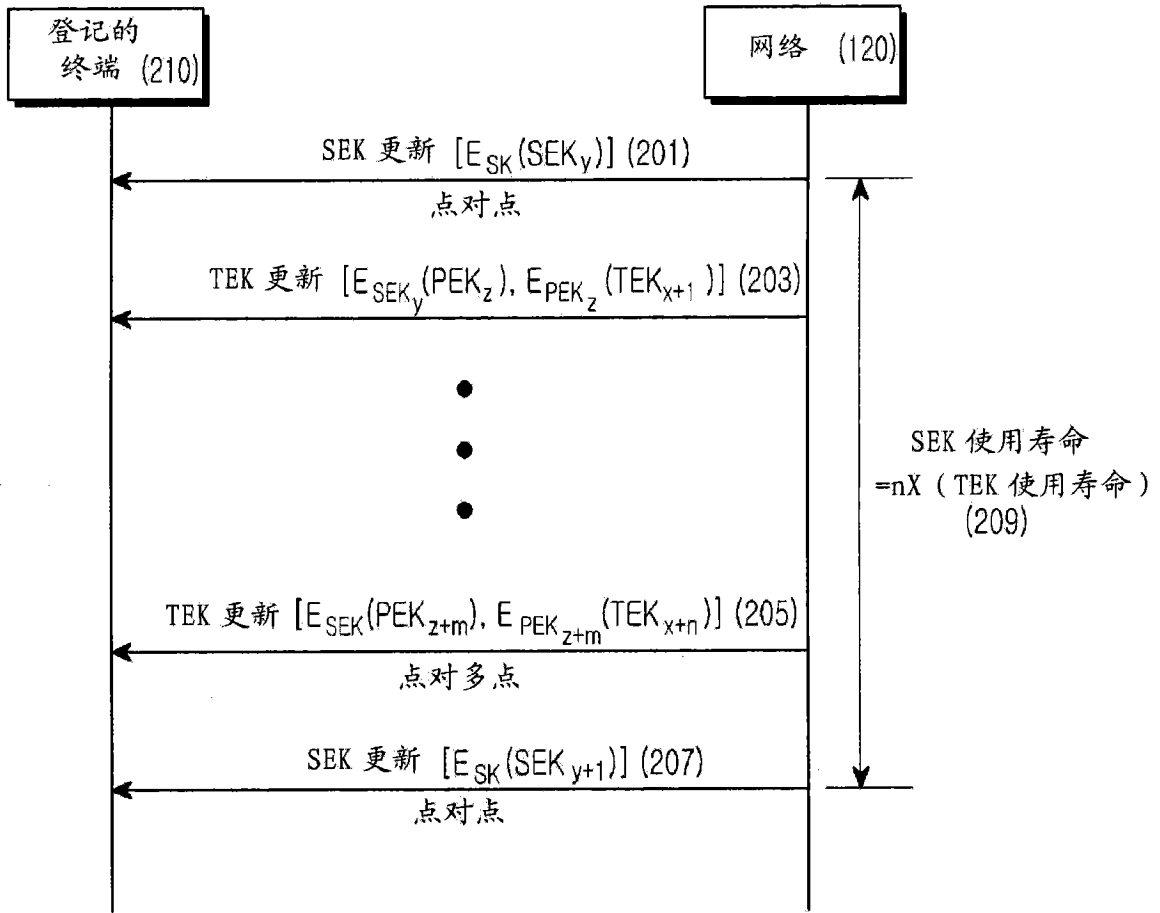 登记的
终端 (210)
网络 (120)
SEK 更新 [E_SK(SEK_y)] (201)
点对点
TEK 更新 [E_SEK_y(PEK_z), E_PEK_z(TEK_x+1)] (203)
SEK 使用寿命
=nX (TEK 使用寿命)
(209)
TEK 更新 [E_SEK(PEK_z+m), E_PEK_z+m(TEK_x+n)] (205)
点对多点
SEK 更新 [E_SK(SEK_y+1)] (207)
点对点